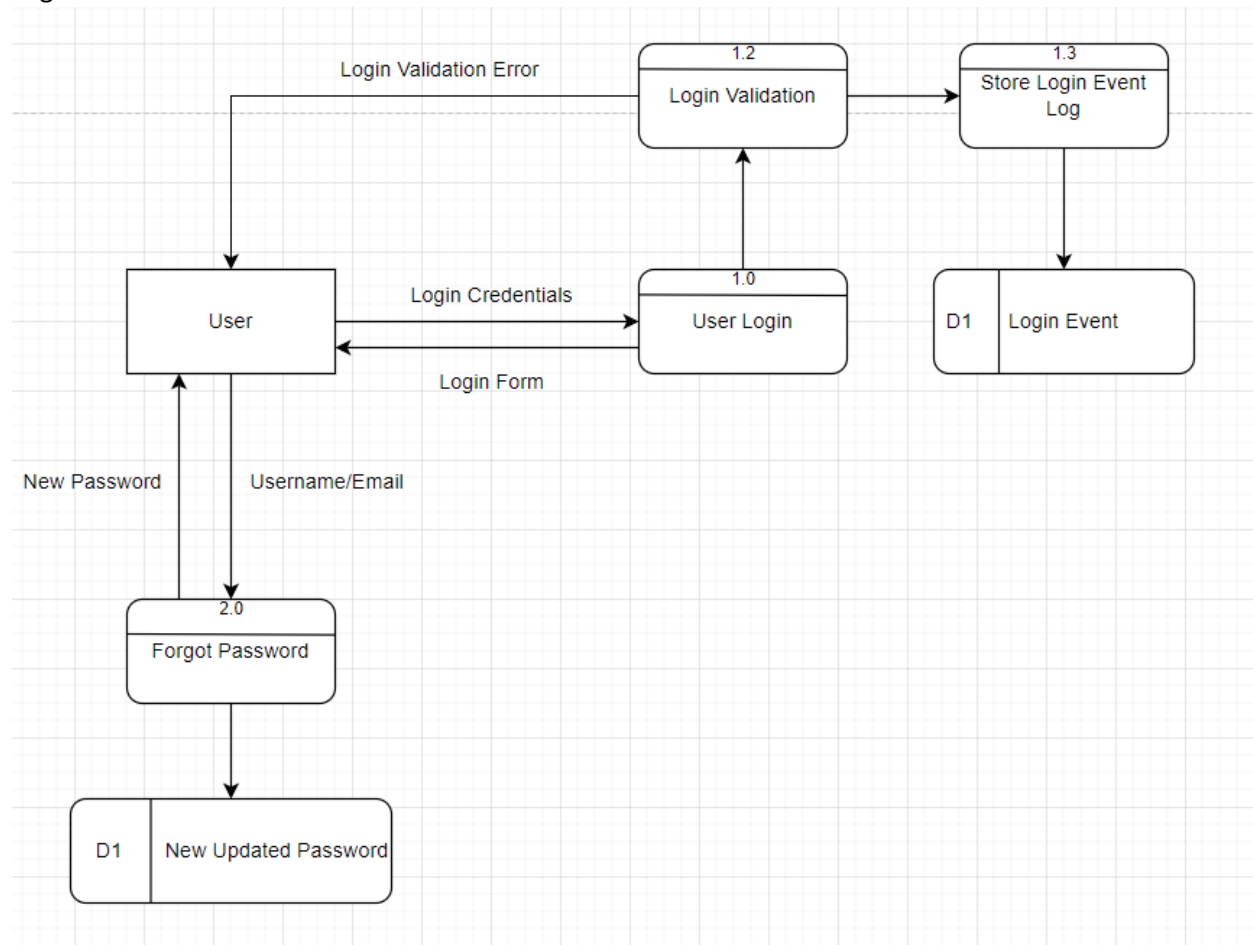 1.2
1.3
Login Validation Error
Login Validation
Store Login Event
Log
1.0
Login Credentials
User
User Login
D1
Login Event
Login Form
New Password
Username/Email
2.0
Forgot Password
D1
New Updated Password